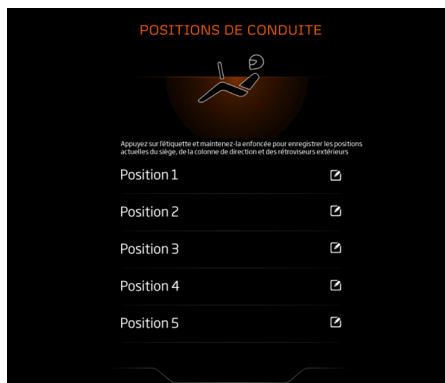 POSITIONS DE CONDUITE
Appuyez sur l'étiquette et maintenez-la enfoncée pour enregistrer les positions
actuelles du siège, de la colonne de direction et des rétroviseurs extérieurs
Position 1
Position 2
Position 3
Position 4
Position 5